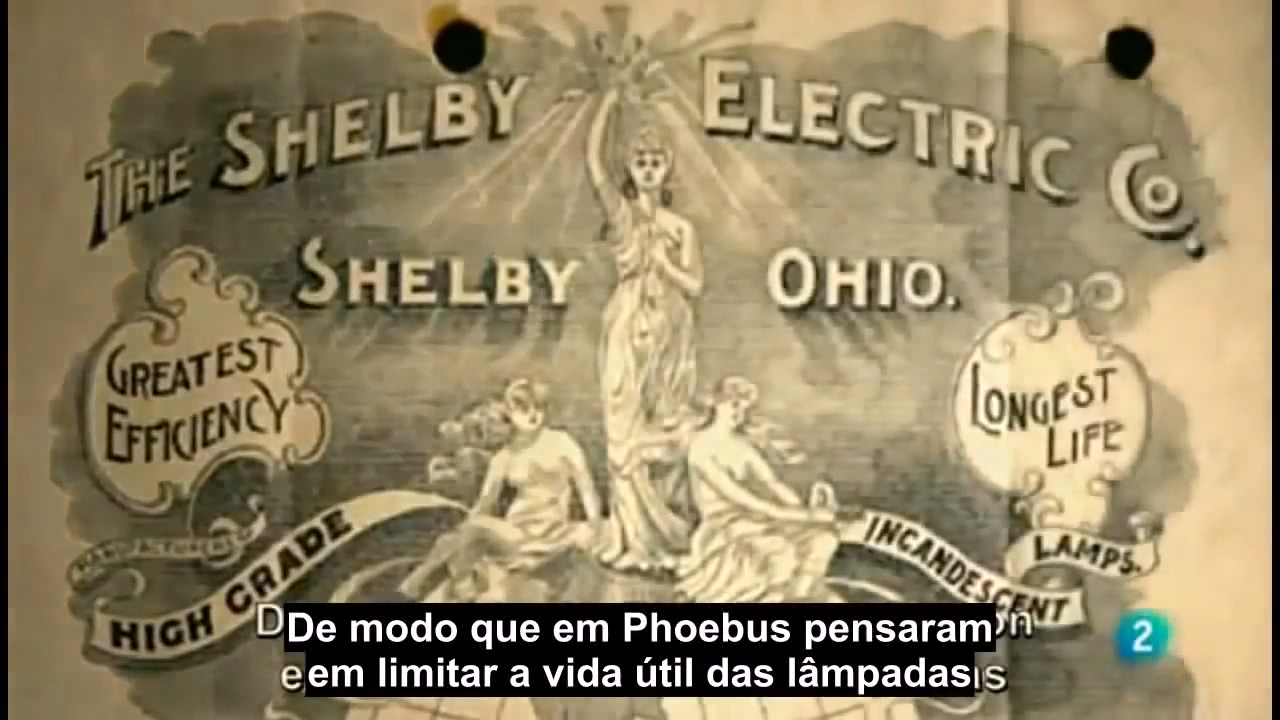 THE SHELBY ELECTRIC CO.
SHELBY OHIO.
GREATEST
EFFICIENCY
LONGEST
LIFE
MANUFACTURERS
HIGH GRADE
INCANDESCENT
LAMPS.
De modo que em Phoebus pensaram
em limitar a vida útil das lâmpadas
2